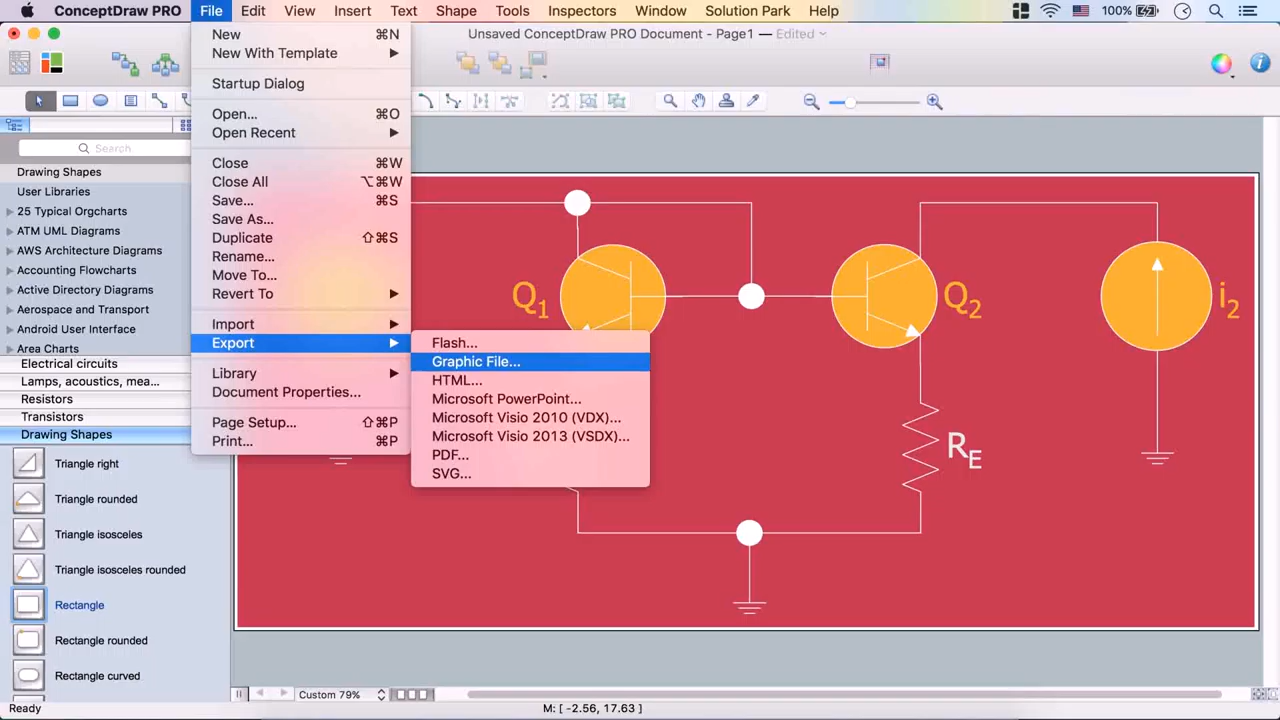 ConceptDraw PRO File Edit View Insert Text Shape Tools Inspectors Window Solution Park Help 100%
Unsaved ConceptDraw PRO Document - Page1 — Edited
New ⌘N
New With Template
Startup Dialog
Open... ⌘O
Open Recent
Close ⌘W
Close All ⌥⌘W
Save... ⌘S
Save As...
Duplicate ⇧⌘S
Rename...
Move To...
Revert To
Import
Export
Library
Document Properties...
Page Setup... ⇧⌘P
Print... ⌘P
Flash...
Graphic File...
HTML...
Microsoft PowerPoint...
Microsoft Visio 2010 (VDX)...
Microsoft Visio 2013 (VSDX)...
PDF...
SVG...
Search
Drawing Shapes
User Libraries
25 Typical Orgcharts
ATM UML Diagrams
AWS Architecture Diagrams
Accounting Flowcharts
Active Directory Diagrams
Aerospace and Transport
Android User Interface
Area Charts
Electrical circuits
Lamps, acoustics, mea...
Resistors
Transistors
Drawing Shapes
Triangle right
Triangle rounded
Triangle isosceles
Triangle isosceles rounded
Rectangle
Rectangle rounded
Rectangle curved
Q1
Q2
i2
RE
Custom 79%
Ready
M: [ -2.56, 17.63 ]